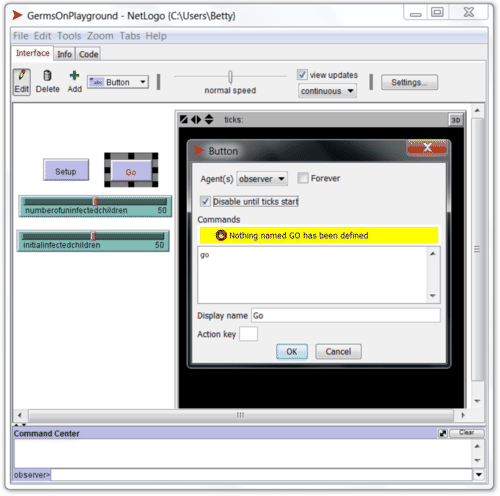 GermsOnPlayground - NetLogo {C:\Users\Betty}
File Edit Tools Zoom Tabs Help
Interface Info Code
Edit Delete Add Abc Button normal speed view updates continuous Settings...
ticks: 3D
Setup Go
numberofuninfectedchildren 50
initialinfectedchildren 50
Button
Agent(s) observer Forever
Disable until ticks start
Commands
Nothing named GO has been defined
go
Display name Go
Action key
OK Cancel
Command Center Clear
observer>